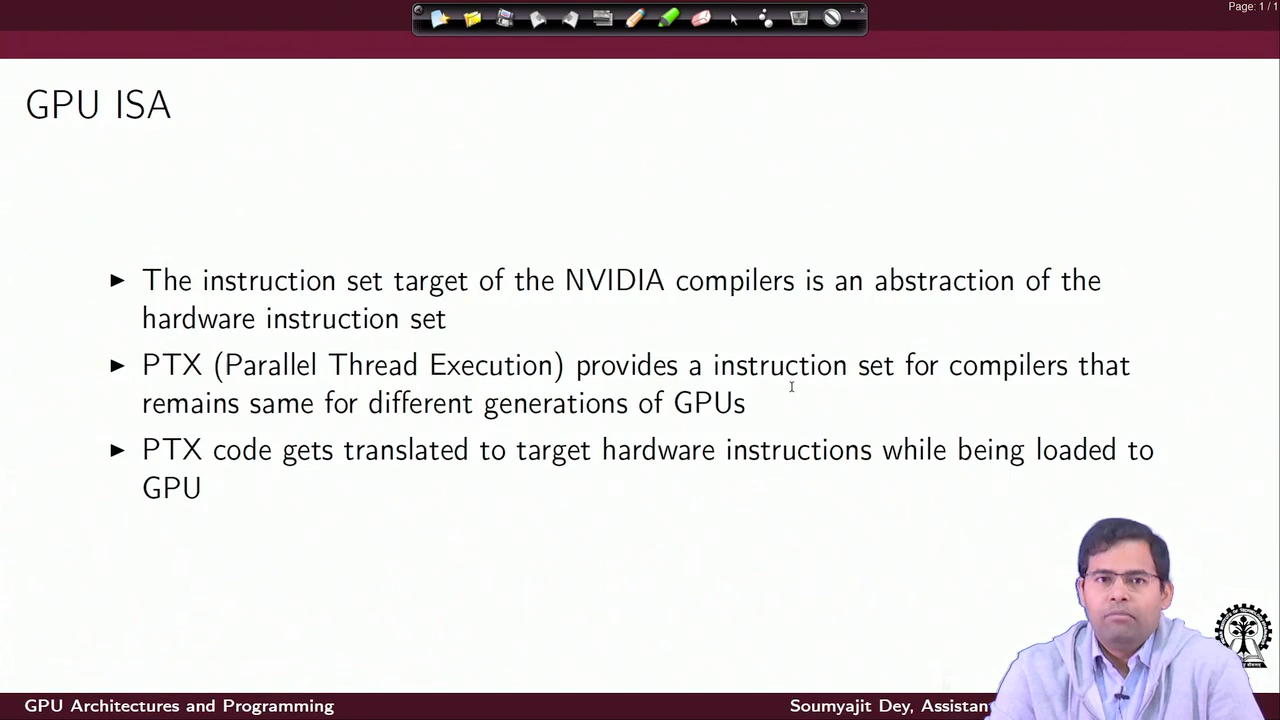 Page: 1 / 1
GPU ISA
▶ The instruction set target of the NVIDIA compilers is an abstraction of the
hardware instruction set
▶ PTX (Parallel Thread Execution) provides a instruction set for compilers that
remains same for different generations of GPUs
▶ PTX code gets translated to target hardware instructions while being loaded to
GPU
GPU Architectures and Programming
Soumyajit Dey, Assistan